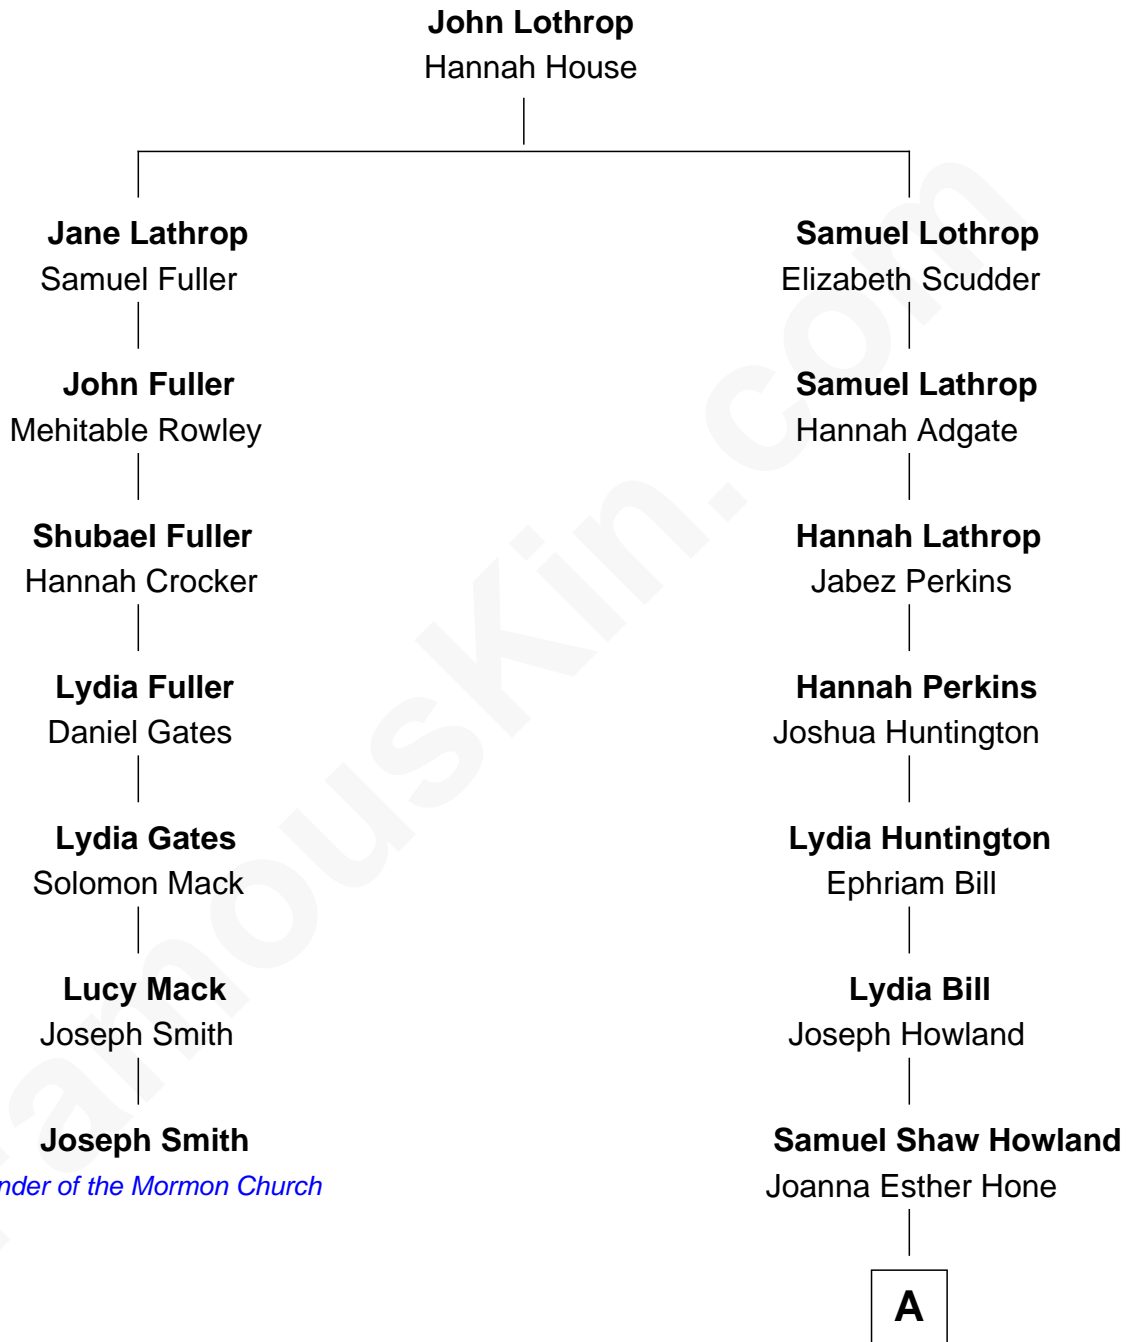 John Lothrop
Hannah House
Jane Lathrop
Samuel Fuller
John Fuller
Mehitable Rowley
Shubael Fuller
Hannah Crocker
Lydia Fuller
Daniel Gates
Lydia Gates
Solomon Mack
Lucy Mack
Joseph Smith
Joseph Smith
nder of the Mormon Church
Samuel Lothrop
Elizabeth Scudder
Samuel Lathrop
Hannah Adgate
Hannah Lathrop
Jabez Perkins
Hannah Perkins
Joshua Huntington
Lydia Huntington
Ephriam Bill
Lydia Bill
Joseph Howland
Samuel Shaw Howland
Joanna Esther Hone
A
FamousKin.com